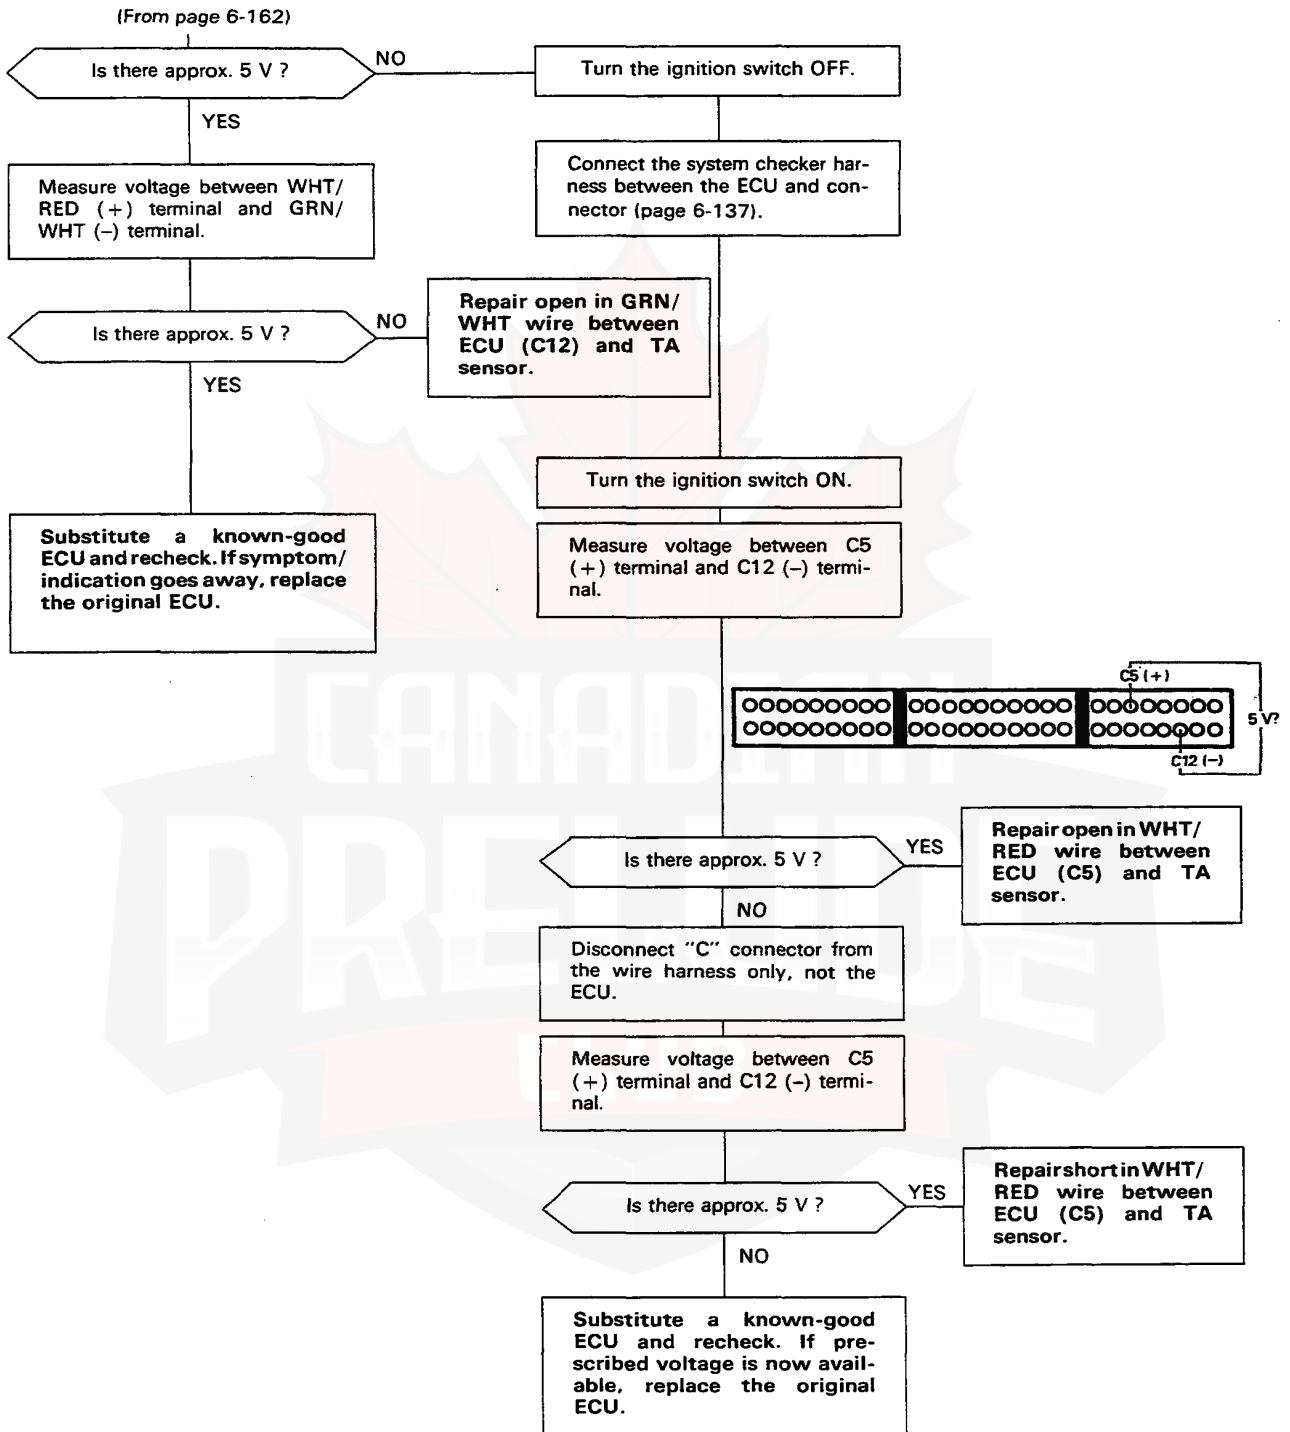 (From page 6-162)
Is there approx. 5 V ?
NO
YES
Turn the ignition switch OFF.
Connect the system checker har-
ness between the ECU and con-
nector (page 6-137).
Measure voltage between WHT/
RED (+) terminal and GRN/
WHT (–) terminal.
Is there approx. 5 V ?
NO
YES
Repair open in GRN/
WHT wire between
ECU (C12) and TA
sensor.
Substitute a known-good
ECU and recheck. If symptom/
indication goes away, replace
the original ECU.
Turn the ignition switch ON.
Measure voltage between C5
(+) terminal and C12 (–) termi-
nal.
C5 (+)
5 V?
C12 (–)
Is there approx. 5 V ?
YES
NO
Repair open in WHT/
RED wire between
ECU (C5) and TA
sensor.
Disconnect "C" connector from
the wire harness only, not the
ECU.
Measure voltage between C5
(+) terminal and C12 (–) termi-
nal.
Is there approx. 5 V ?
YES
NO
Repair short in WHT/
RED wire between
ECU (C5) and TA
sensor.
Substitute a known-good
ECU and recheck. If pre-
scribed voltage is now avail-
able, replace the original
ECU.
CANADIAN
PRELUDE
CLUB